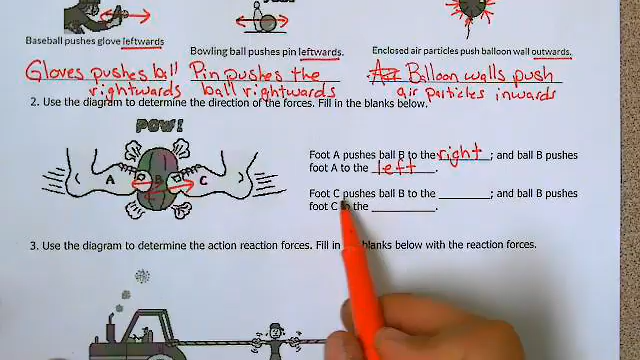 Baseball pushes glove leftwards
Bowling ball pushes pin leftwards.
Enclosed air particles push balloon wall outwards.
Gloves pushes ball
rightwards
Pin pushes the
ball rightwards
Balloon walls push
air particles inwards
2. Use the diagram to determine the direction of the forces. Fill in the blanks below.
POW!
A B C
Foot A pushes ball B to the right; and ball B pushes
foot A to the left.
Foot C pushes ball B to the ________; and ball B pushes
foot C the ________.
3. Use the diagram to determine the action reaction forces. Fill in blanks below with the reaction forces.